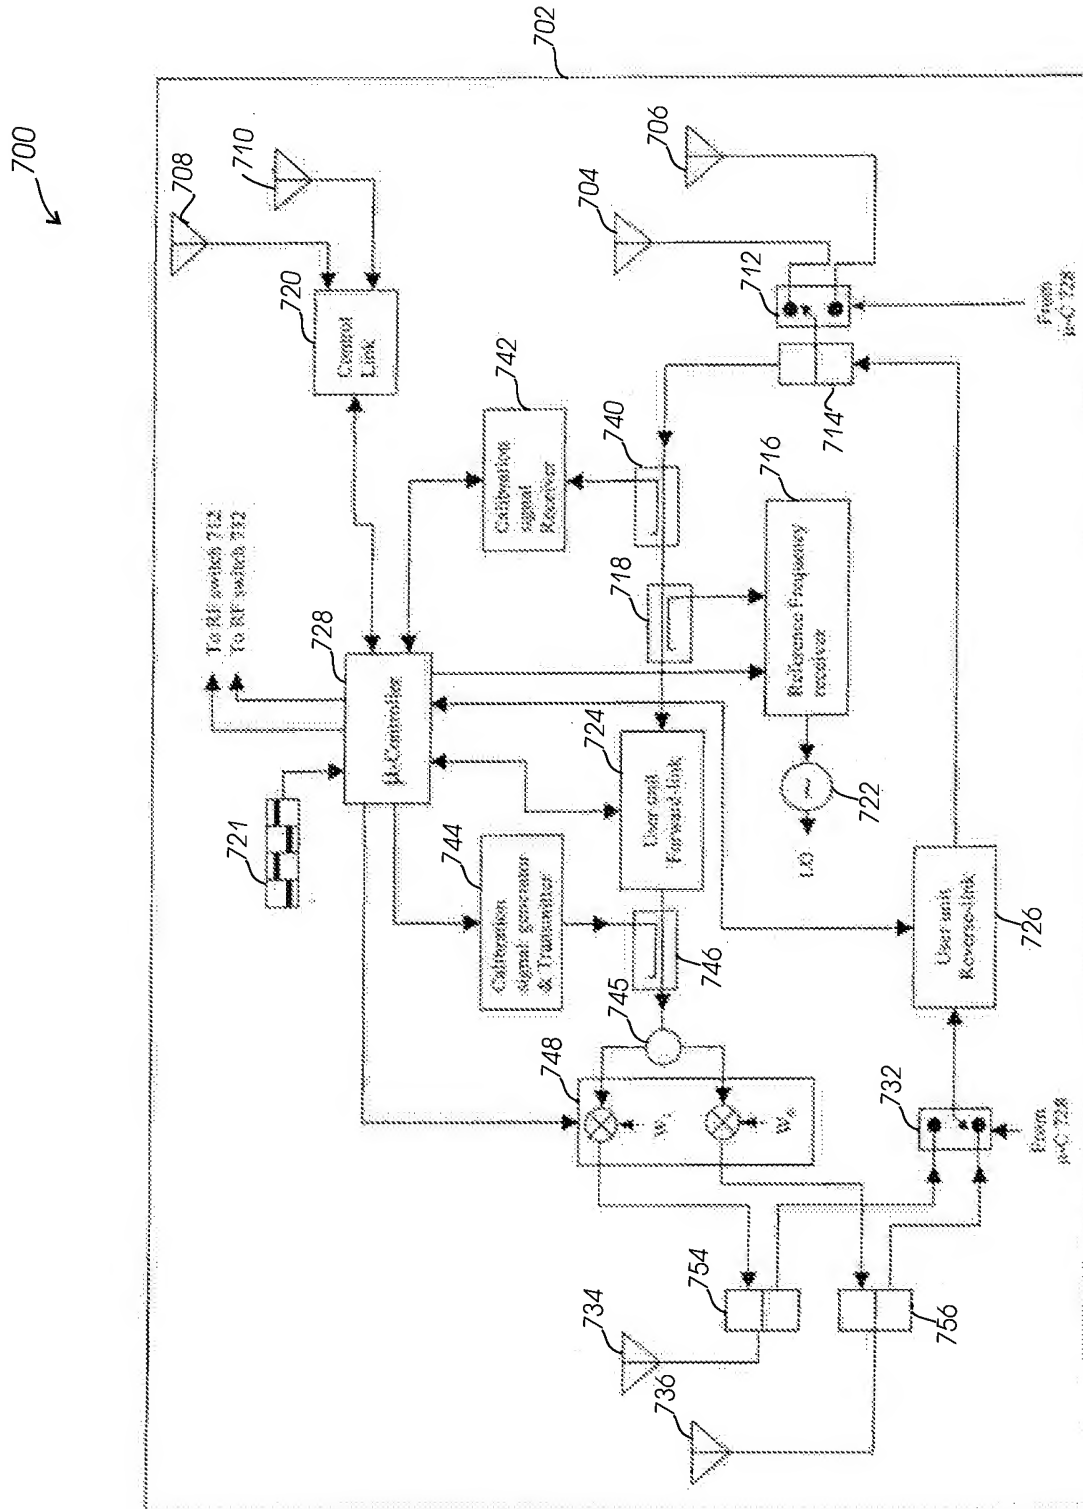 700
702
708
710
720
Control
Link
704
706
712
From
μ-C 728
714
742
Calibration
signal
Receiver
740
716
Reference Frequency
receiver
718
To RF switch 712
To RF switch 732
728
μ-Controller
721
724
User unit
Forward-link
722
LO
744
Calibration
signal generator
& Transmitter
746
745
748
W₁
W₀
726
User unit
Reverse-link
732
From
μ-C 728
754
756
734
736